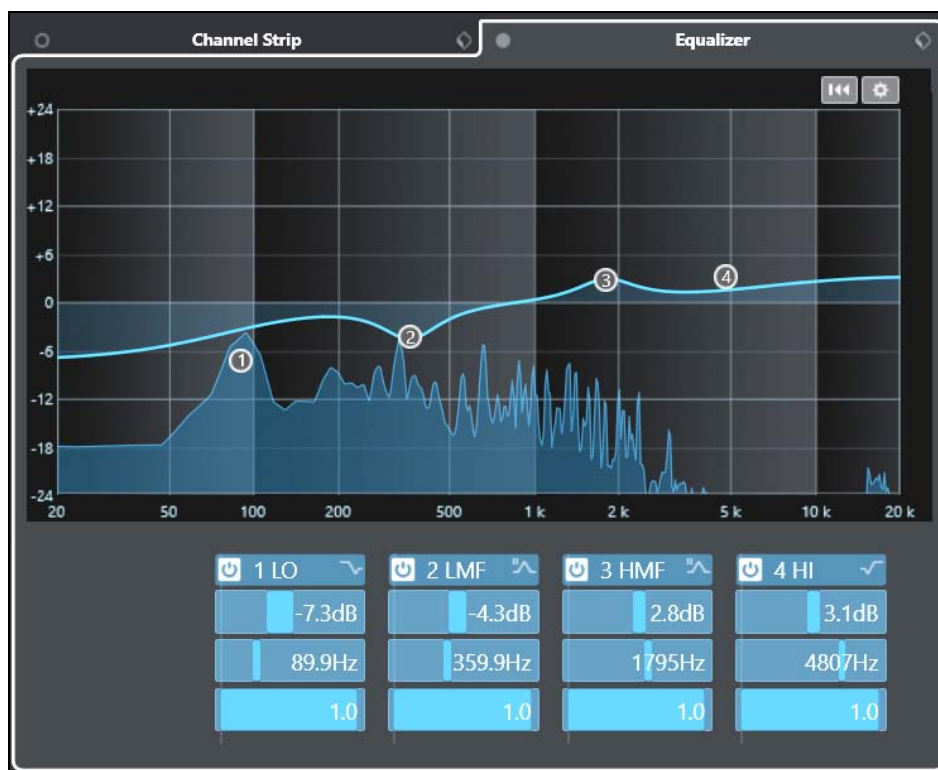 Channel Strip Equalizer
+24
+18
+12
+6
0
-6
-12
-18
-24
1
2
3
4
20 50 100 200 500 1 k 2 k 5 k 10 k 20 k
1 LO 2 LMF 3 HMF 4 HI
-7.3dB -4.3dB 2.8dB 3.1dB
89.9Hz 359.9Hz 1795Hz 4807Hz
1.0 1.0 1.0 1.0